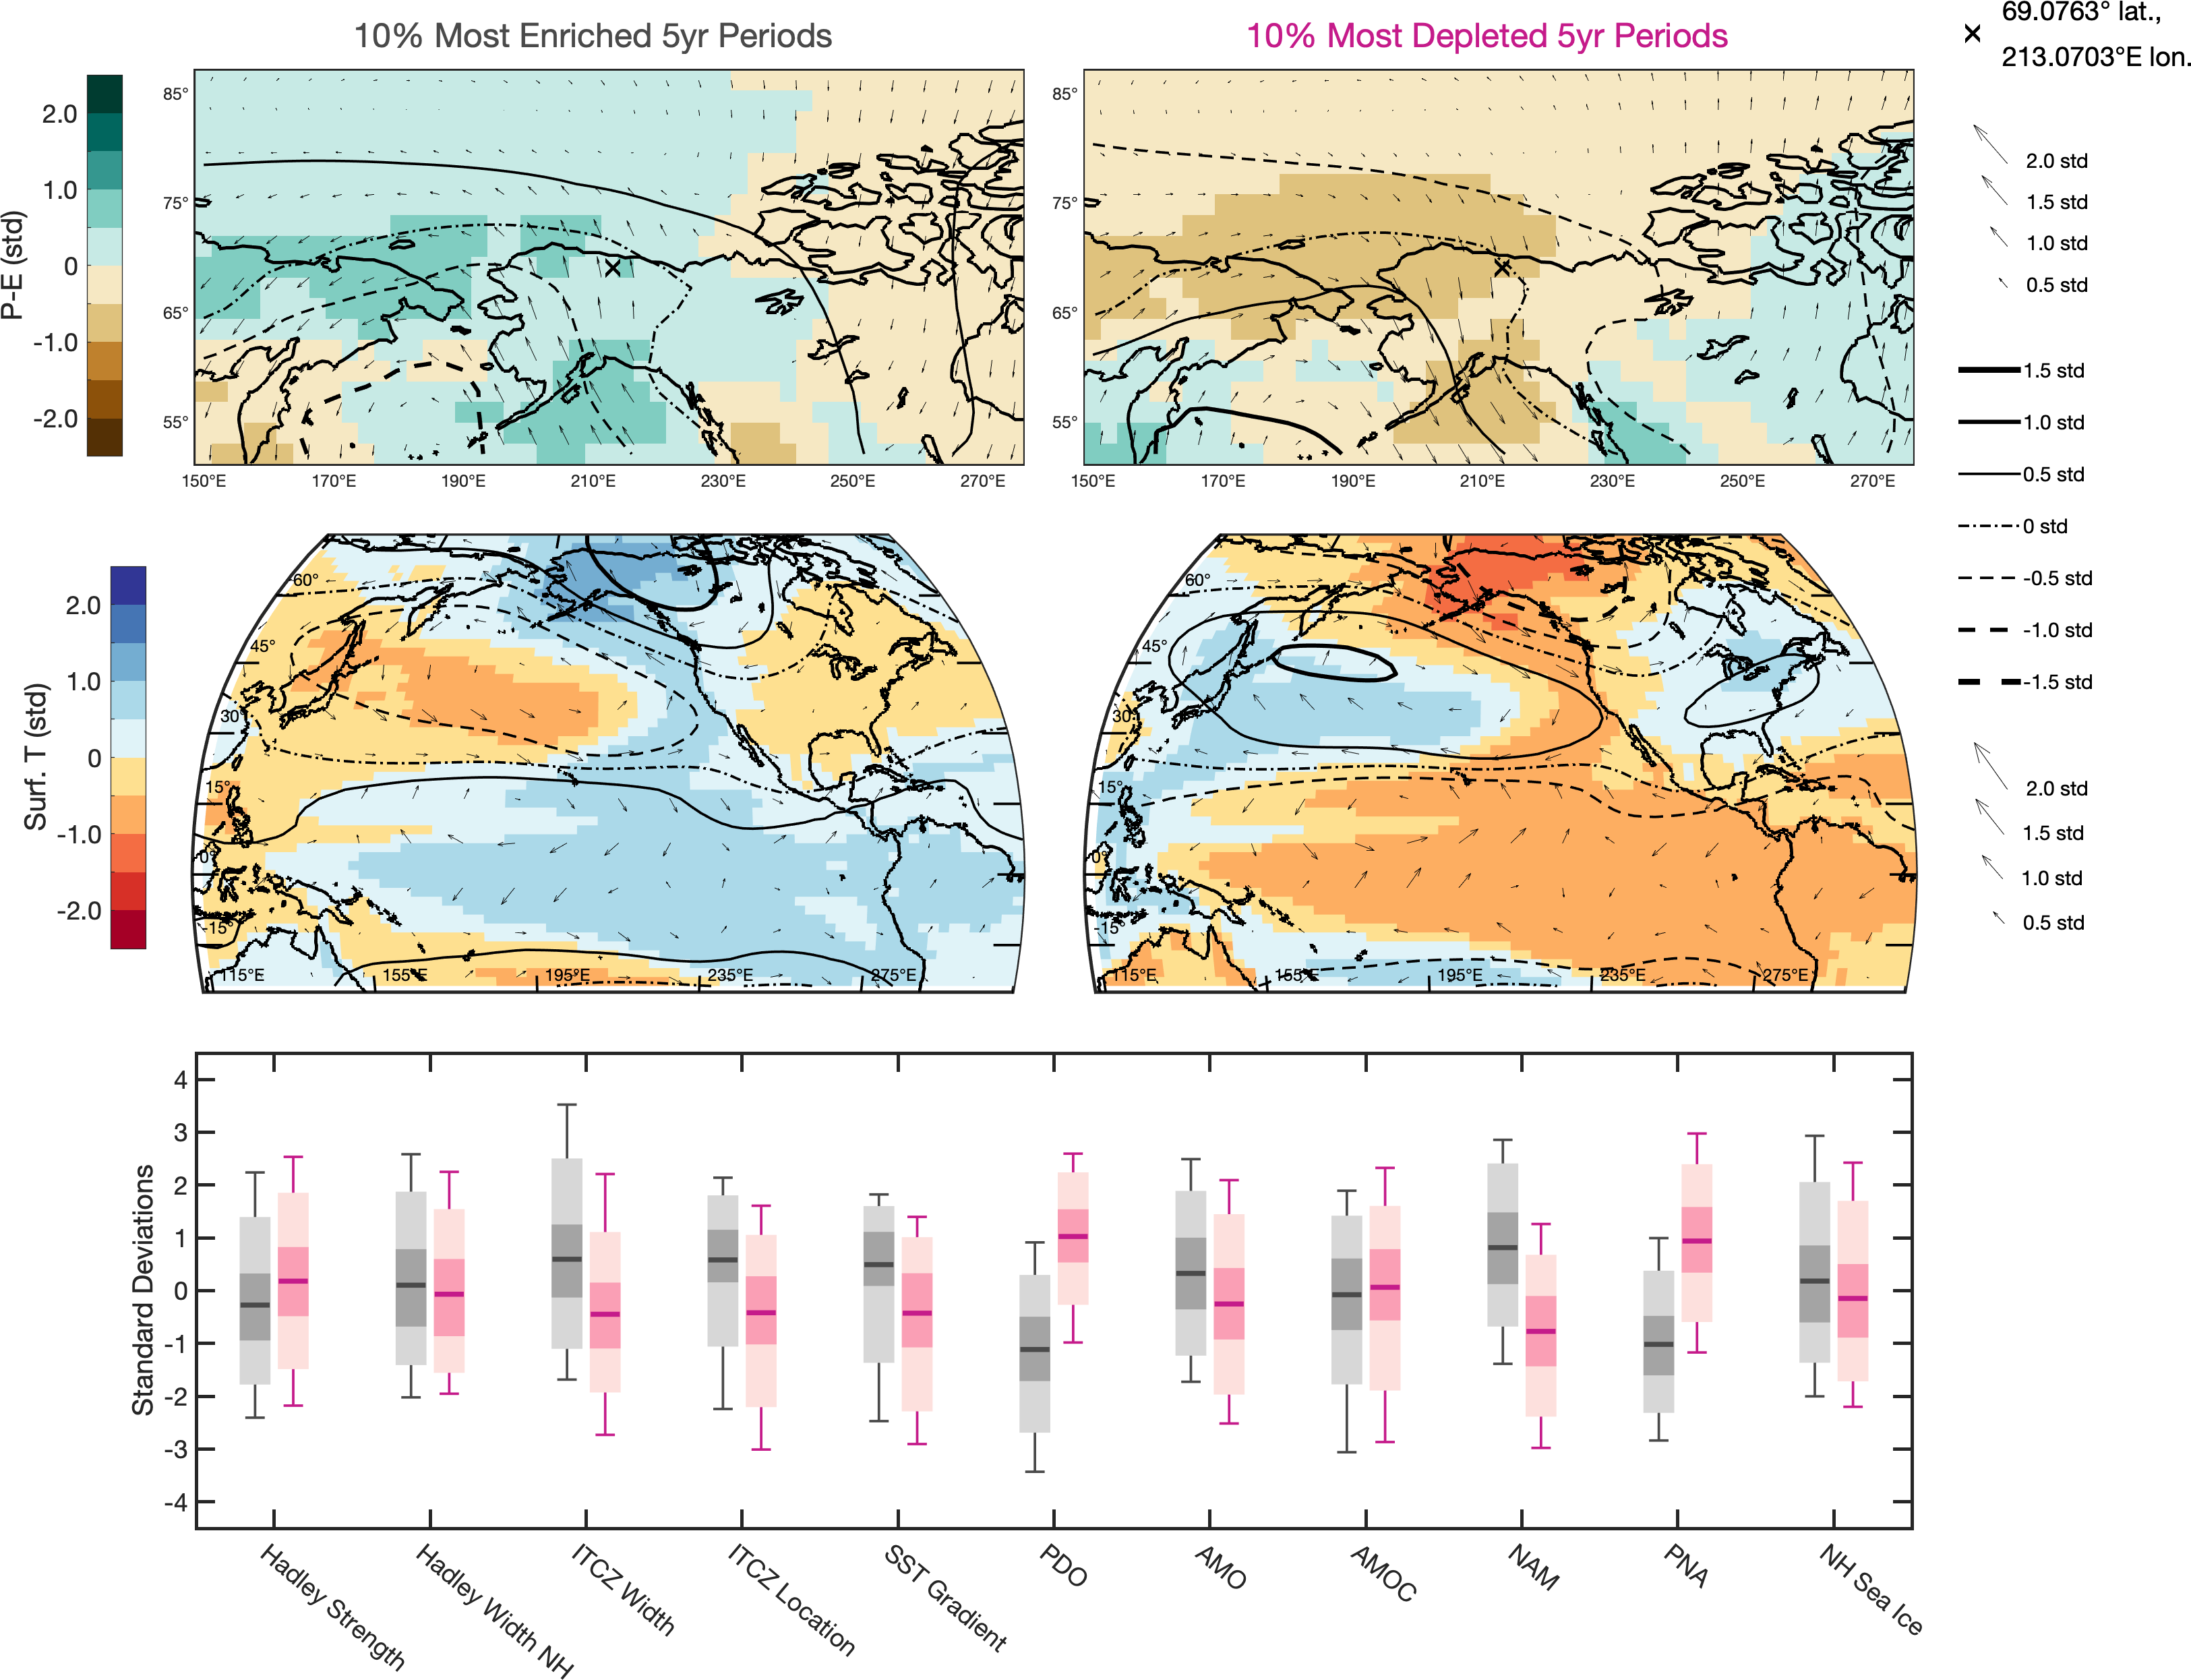 10% Most Enriched 5yr Periods
10% Most Depleted 5yr Periods
69.0763° lat.,
213.0703°E lon.
P-E (std)
2.0
1.0
0
-1.0
-2.0
85°
75°
65°
55°
150°E 170°E 190°E 210°E 230°E 250°E 270°E
85°
75°
65°
55°
150°E 170°E 190°E 210°E 230°E 250°E 270°E
2.0 std
1.5 std
1.0 std
0.5 std
1.5 std
1.0 std
0.5 std
0 std
-0.5 std
-1.0 std
-1.5 std
2.0 std
1.5 std
1.0 std
0.5 std
Surf. T (std)
2.0
1.0
0
-1.0
-2.0
60°
45°
30°
15°
0°
-15°
115°E 155°E 195°E 235°E 275°E
60°
45°
30°
15°
0°
-15°
115°E 155°E 195°E 235°E 275°E
Standard Deviations
4
3
2
1
0
-1
-2
-3
-4
Hadley Strength
Hadley Width NH
ITCZ Width
ITCZ Location
SST Gradient
PDO
AMO
AMOC
NAM
PNA
NH Sea Ice